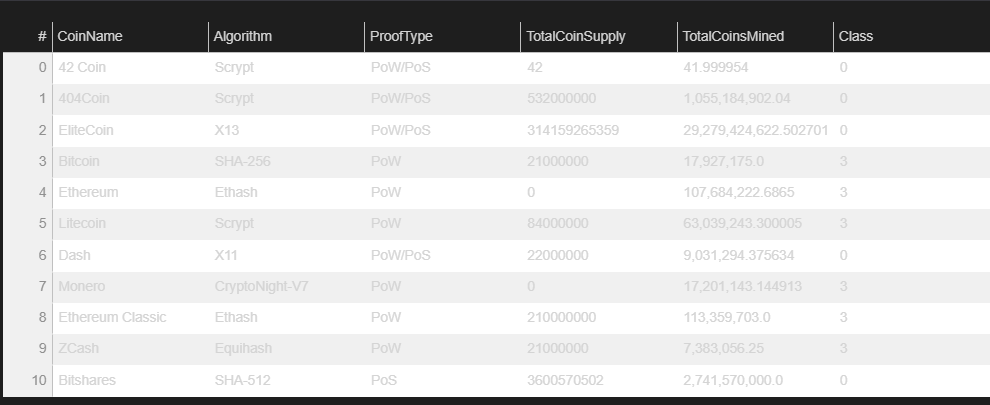 # CoinName Algorithm ProofType TotalCoinSupply TotalCoinsMined Class
0 42 Coin Scrypt PoW/PoS 42 41.999954 0
1 404Coin Scrypt PoW/PoS 532000000 1,055,184,902.04 0
2 EliteCoin X13 PoW/PoS 314159265359 29,279,424,622.502701 0
3 Bitcoin SHA-256 PoW 21000000 17,927,175.0 3
4 Ethereum Ethash PoW 0 107,684,222.6865 3
5 Litecoin Scrypt PoW 84000000 63,039,243.300005 3
6 Dash X11 PoW/PoS 22000000 9,031,294.375634 0
7 Monero CryptoNight-V7 PoW 0 17,201,143.144913 3
8 Ethereum Classic Ethash PoW 210000000 113,359,703.0 3
9 ZCash Equihash PoW 21000000 7,383,056.25 3
10 Bitshares SHA-512 PoS 3600570502 2,741,570,000.0 0